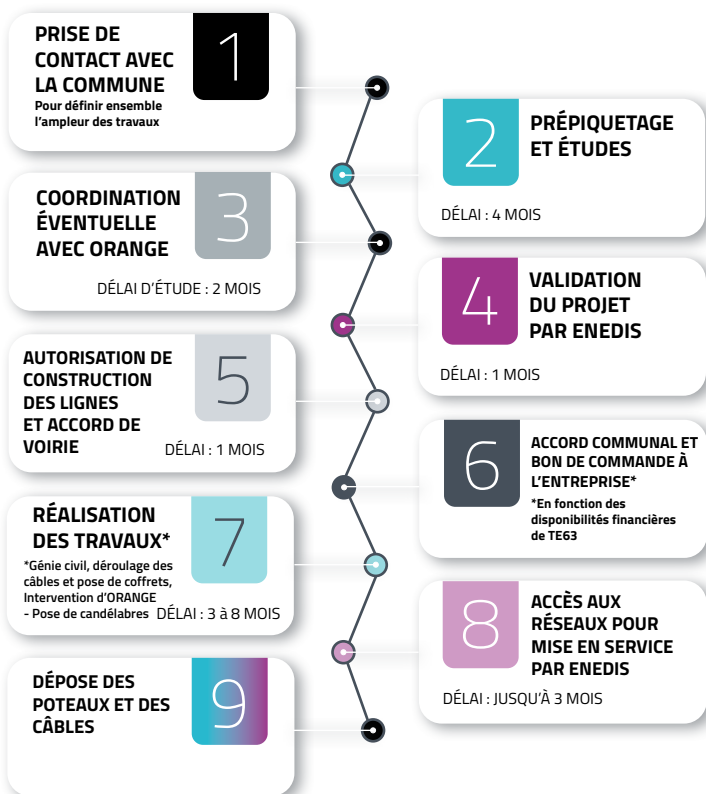 PRISE DE
CONTACT AVEC
LA COMMUNE
Pour définir ensemble
l'ampleur des travaux
1
2
PRÉPIQUETAGE
ET ÉTUDES
DÉLAI : 4 MOIS
COORDINATION
ÉVENTUELLE
AVEC ORANGE
3
DÉLAI D'ÉTUDE : 2 MOIS
4
VALIDATION
DU PROJET
PAR ENEDIS
DÉLAI : 1 MOIS
AUTORISATION DE
CONSTRUCTION
DES LIGNES
ET ACCORD DE
VOIRIE
5
DÉLAI : 1 MOIS
6
ACCORD COMMUNAL ET
BON DE COMMANDE À
L'ENTREPRISE*
*En fonction des
disponibilités financières
de TE63
RÉALISATION
DES TRAVAUX*
7
*Génie civil, déroulage des
câbles et pose de coffrets,
Intervention d'ORANGE
- Pose de candélabres DÉLAI : 3 à 8 MOIS
8
ACCÈS AUX
RÉSEAUX POUR
MISE EN SERVICE
PAR ENEDIS
DÉLAI : JUSQU'À 3 MOIS
DÉPOSE DES
POTEAUX ET DES
CÂBLES
9